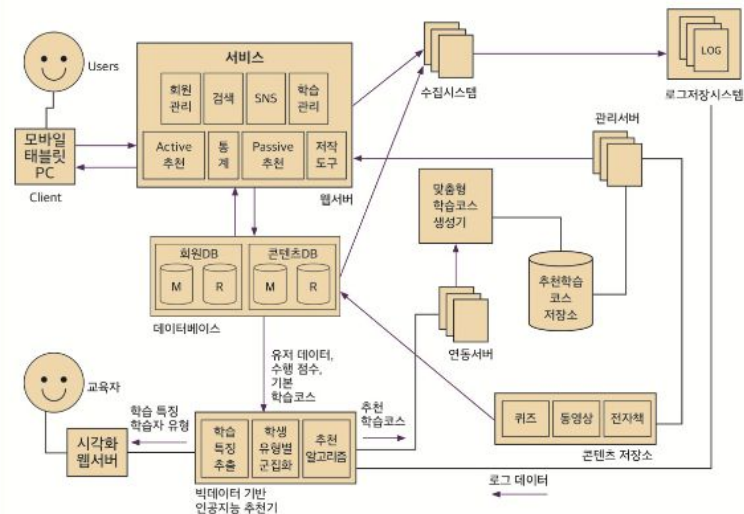 Users
모바일
태블릿
PC
Client
서비스
회원
관리
검색
SNS
학습
관리
Active
추천
통
계
Passive
추천
저작
도구
웹서버
수집시스템
LOG
로그저장시스템
관리서버
맞춤형
학습코스
생성기
추천학습
코스
저장소
연동서버
회원DB
M
R
콘텐츠DB
M
R
데이터베이스
유저 데이터,
수행 점수,
기본
학습코스
교육자
학습 특징
학습자 유형
시각화
웹서버
학습
특징
추출
학생
유형별
군집화
추천
알고리즘
빅데이터 기반
인공지능 추천기
추천
학습코스
퀴즈
동영상
전자책
콘텐츠 저장소
로그 데이터